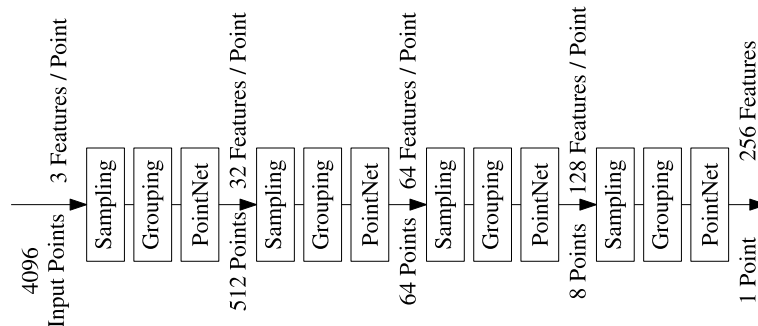 4096
Input Points
3 Features / Point
Sampling
Grouping
PointNet
512 Points
32 Features / Point
Sampling
Grouping
PointNet
64 Points
64 Features / Point
Sampling
Grouping
PointNet
8 Points
128 Features / Point
Sampling
Grouping
PointNet
1 Point
256 Features